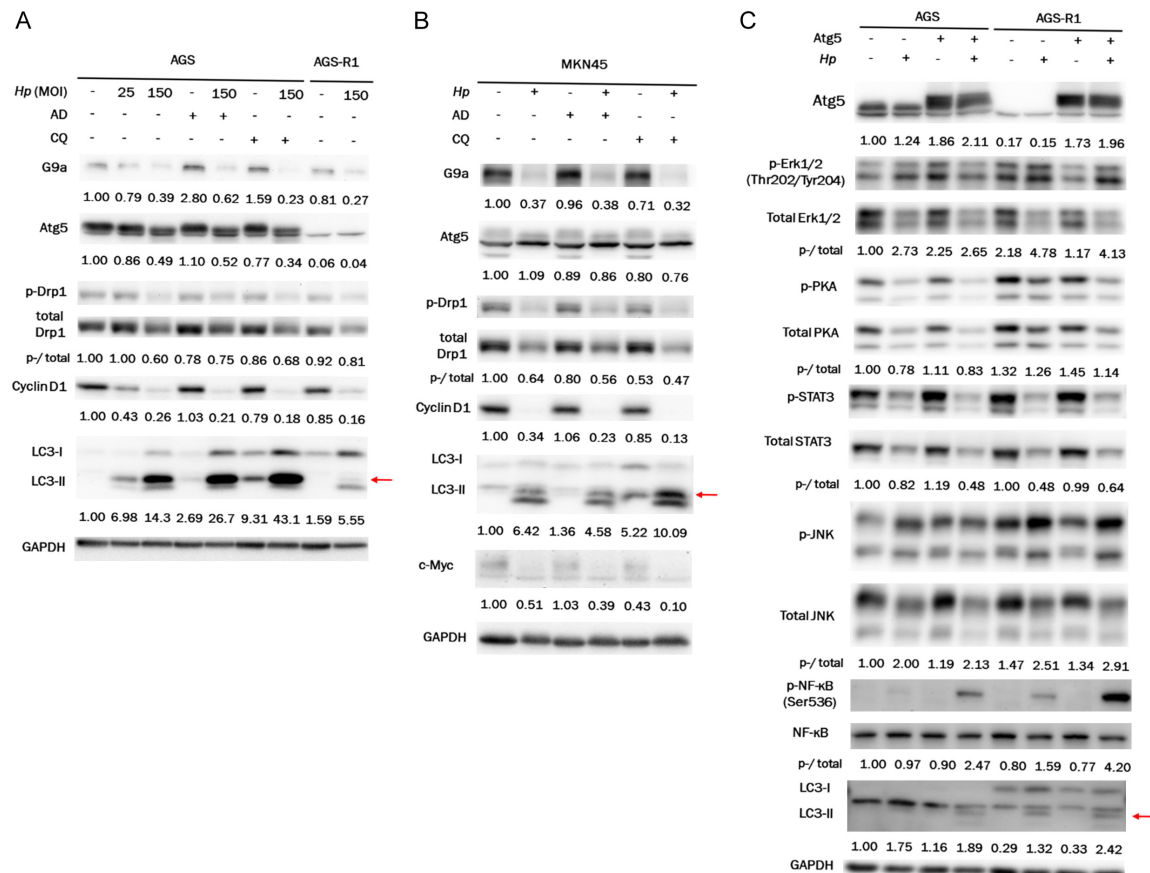 A
AGS AGS-R1
Hp (MOI) - 25 150 - 150 - 150 - 150
AD - - - + + - - - -
CQ - - - - - + + - -
G9a
1.00 0.79 0.39 2.80 0.62 1.59 0.23 0.81 0.27
Atg5
1.00 0.86 0.49 1.10 0.52 0.77 0.34 0.06 0.04
p-Drp1
total
Drp1
p-/ total 1.00 1.00 0.60 0.78 0.75 0.86 0.68 0.92 0.81
Cyclin D1
1.00 0.43 0.26 1.03 0.21 0.79 0.18 0.85 0.16
LC3-I
LC3-II
1.00 6.98 14.3 2.69 26.7 9.31 43.1 1.59 5.55
GAPDH
B
MKN45
Hp - + - + - +
AD - - + + - -
CQ - - - - + +
G9a
1.00 0.37 0.96 0.38 0.71 0.32
Atg5
1.00 1.09 0.89 0.86 0.80 0.76
p-Drp1
total
Drp1
p-/ total 1.00 0.64 0.80 0.56 0.53 0.47
Cyclin D1
1.00 0.34 1.06 0.23 0.85 0.13
LC3-I
LC3-II
1.00 6.42 1.36 4.58 5.22 10.09
c-Myc
1.00 0.51 1.03 0.39 0.43 0.10
GAPDH
C
AGS AGS-R1
Atg5 - - + + - - + +
Hp - + - + - + - +
Atg5
1.00 1.24 1.86 2.11 0.17 0.15 1.73 1.96
p-Erk1/2
(Thr202/Tyr204)
Total Erk1/2
p-/ total 1.00 2.73 2.25 2.65 2.18 4.78 1.17 4.13
p-PKA
Total PKA
p-/ total 1.00 0.78 1.11 0.83 1.32 1.26 1.45 1.14
p-STAT3
Total STAT3
p-/ total 1.00 0.82 1.19 0.48 1.00 0.48 0.99 0.64
p-JNK
Total JNK
p-/ total 1.00 2.00 1.19 2.13 1.47 2.51 1.34 2.91
p-NF-κB
(Ser536)
NF-κB
p-/ total 1.00 0.97 0.90 2.47 0.80 1.59 0.77 4.20
LC3-I
LC3-II
1.00 1.75 1.16 1.89 0.29 1.32 0.33 2.42
GAPDH